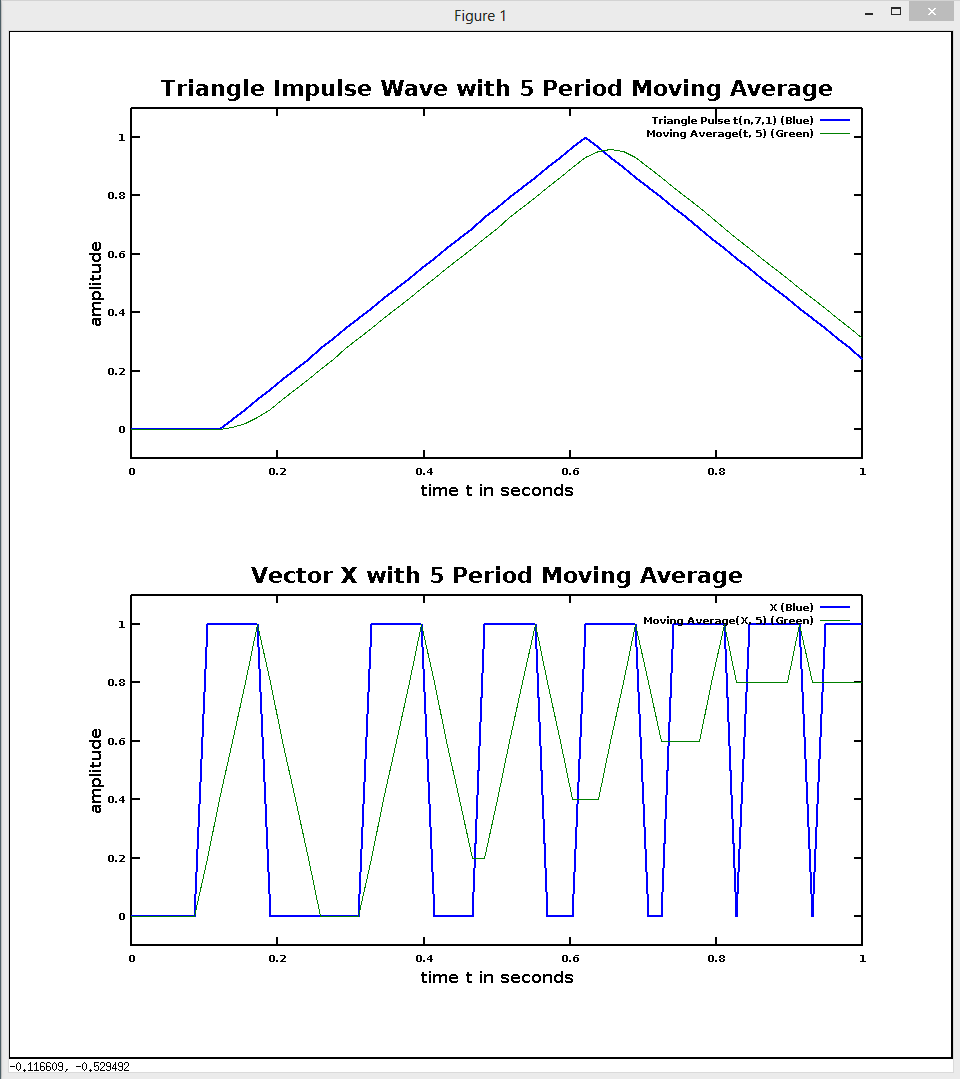 Figure 1
Triangle Impulse Wave with 5 Period Moving Average
Triangle Pulse t(n,7,1) (Blue)
Moving Average(t, 5) (Green)
1
0.8
0.6
0.4
0.2
0
amplitude
0 0.2 0.4 0.6 0.8 1
time t in seconds
Vector X with 5 Period Moving Average
X (Blue)
Moving Average(X, 5) (Green)
1
0.8
0.6
0.4
0.2
0
amplitude
0 0.2 0.4 0.6 0.8 1
time t in seconds
-0.116609, -0.529492